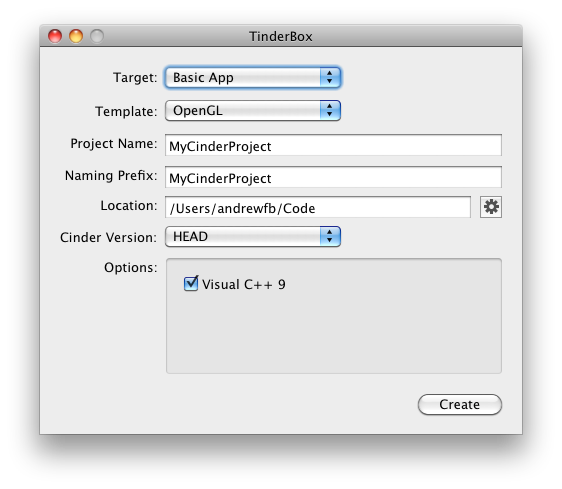 TinderBox
Target: Basic App
Template: OpenGL
Project Name: MyCinderProject
Naming Prefix: MyCinderProject
Location: /Users/andrewfb/Code
Cinder Version: HEAD
Options:
Visual C++ 9
Create